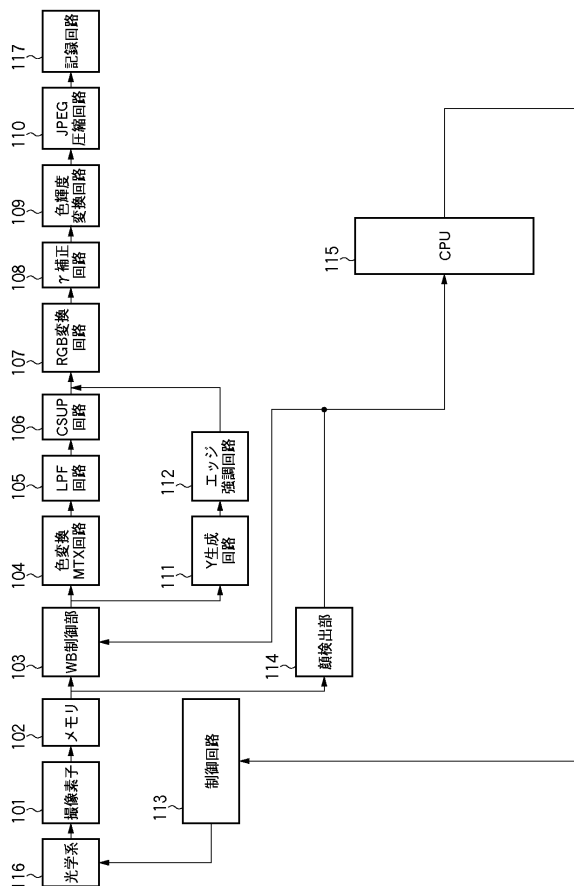 116
光学系
101
撮像素子
102
メモリ
103
WB制御部
104
色変換
MTX回路
105
LPF
回路
106
CSUP
回路
107
RGB変換
回路
108
γ補正
回路
109
色輝度
変換回路
110
JPEG
圧縮回路
117
記録回路
111
Y生成
回路
112
エッジ
強調回路
113
制御回路
114
顔検出部
115
CPU